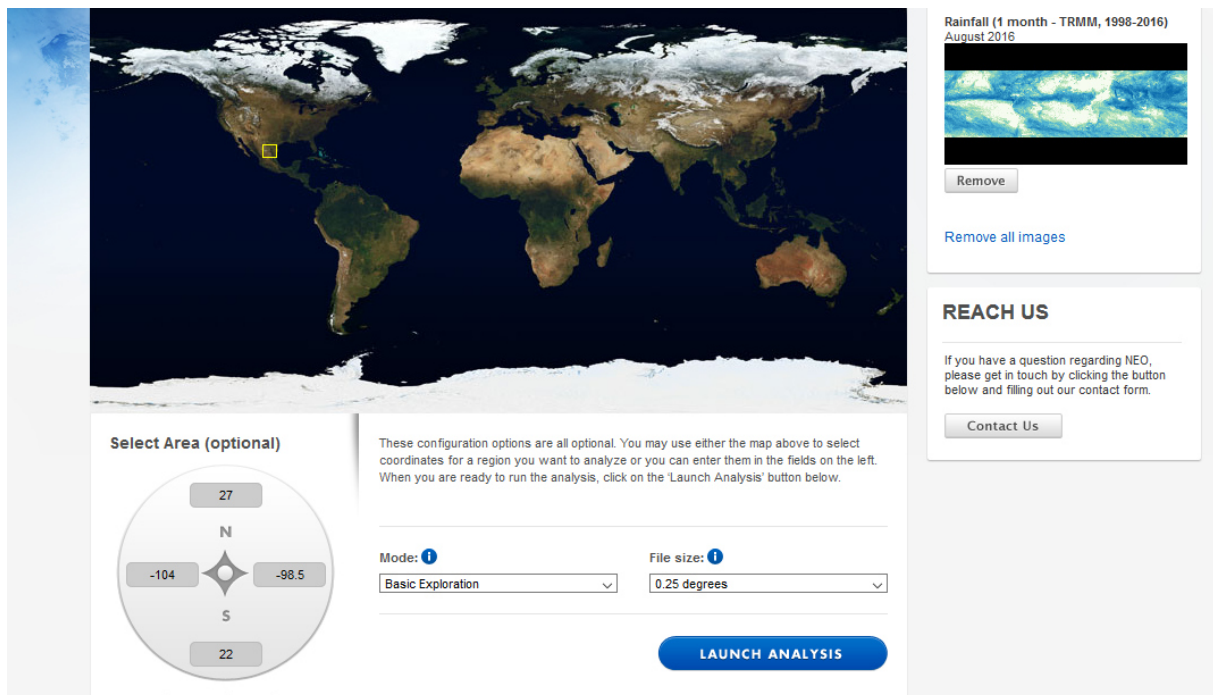 Rainfall (1 month - TRMM, 1998-2016)
August 2016
Remove
Remove all images
REACH US
If you have a question regarding NEO,
please get in touch by clicking the button
below and filling out our contact form.
Contact Us
Select Area (optional)
27
N
-104
-98.5
S
22
These configuration options are all optional. You may use either the map above to select
coordinates for a region you want to analyze or you can enter them in the fields on the left.
When you are ready to run the analysis, click on the 'Launch Analysis' button below.
Mode:
File size:
Basic Exploration
0.25 degrees
LAUNCH ANALYSIS